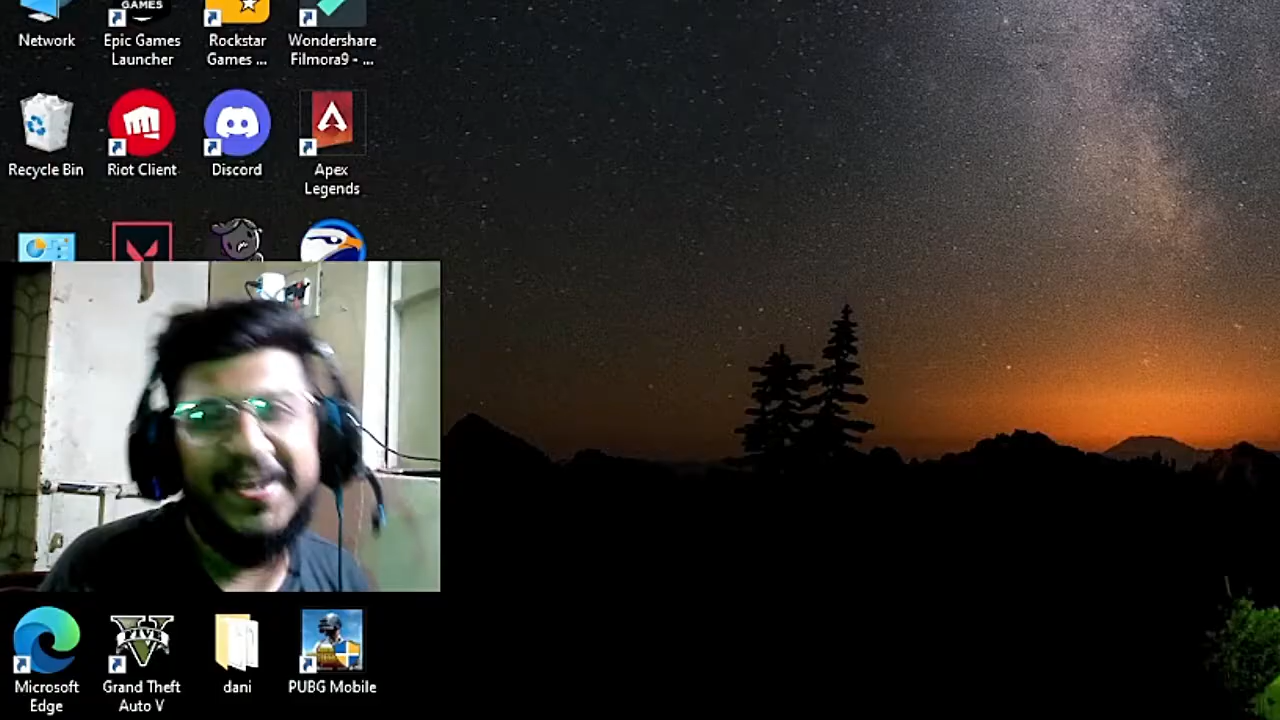 GAMES
Network
Epic Games
Launcher
Rockstar
Games ...
Wondershare
Filmora9 - ...
Recycle Bin
Riot Client
Discord
Apex
Legends
Microsoft
Edge
V
FIVE
Grand Theft
Auto V
dani
PUBG Mobile